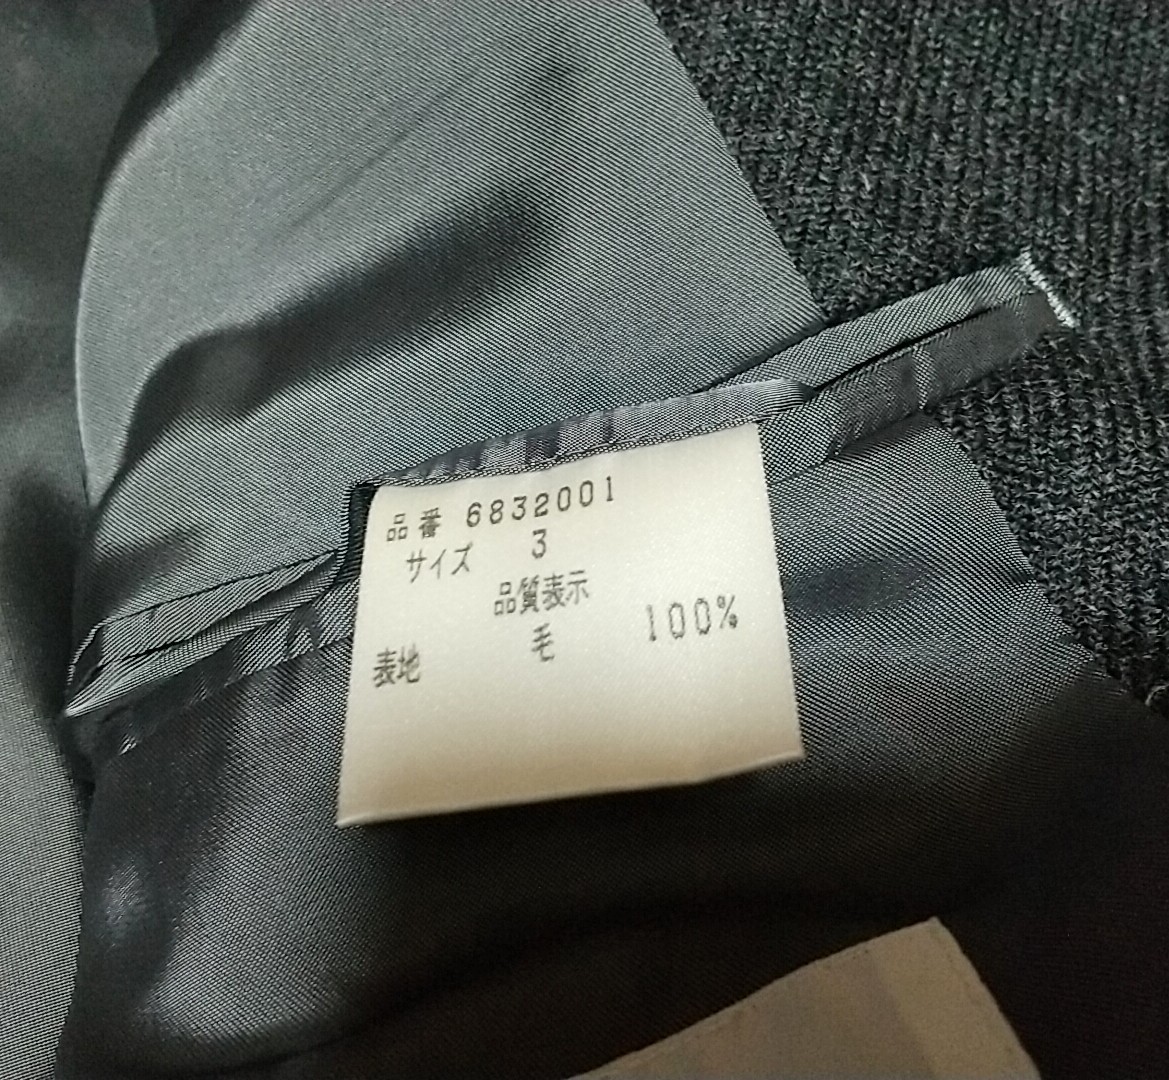 品番 6832001
サイズ 3
品質表示
表地 毛 100%